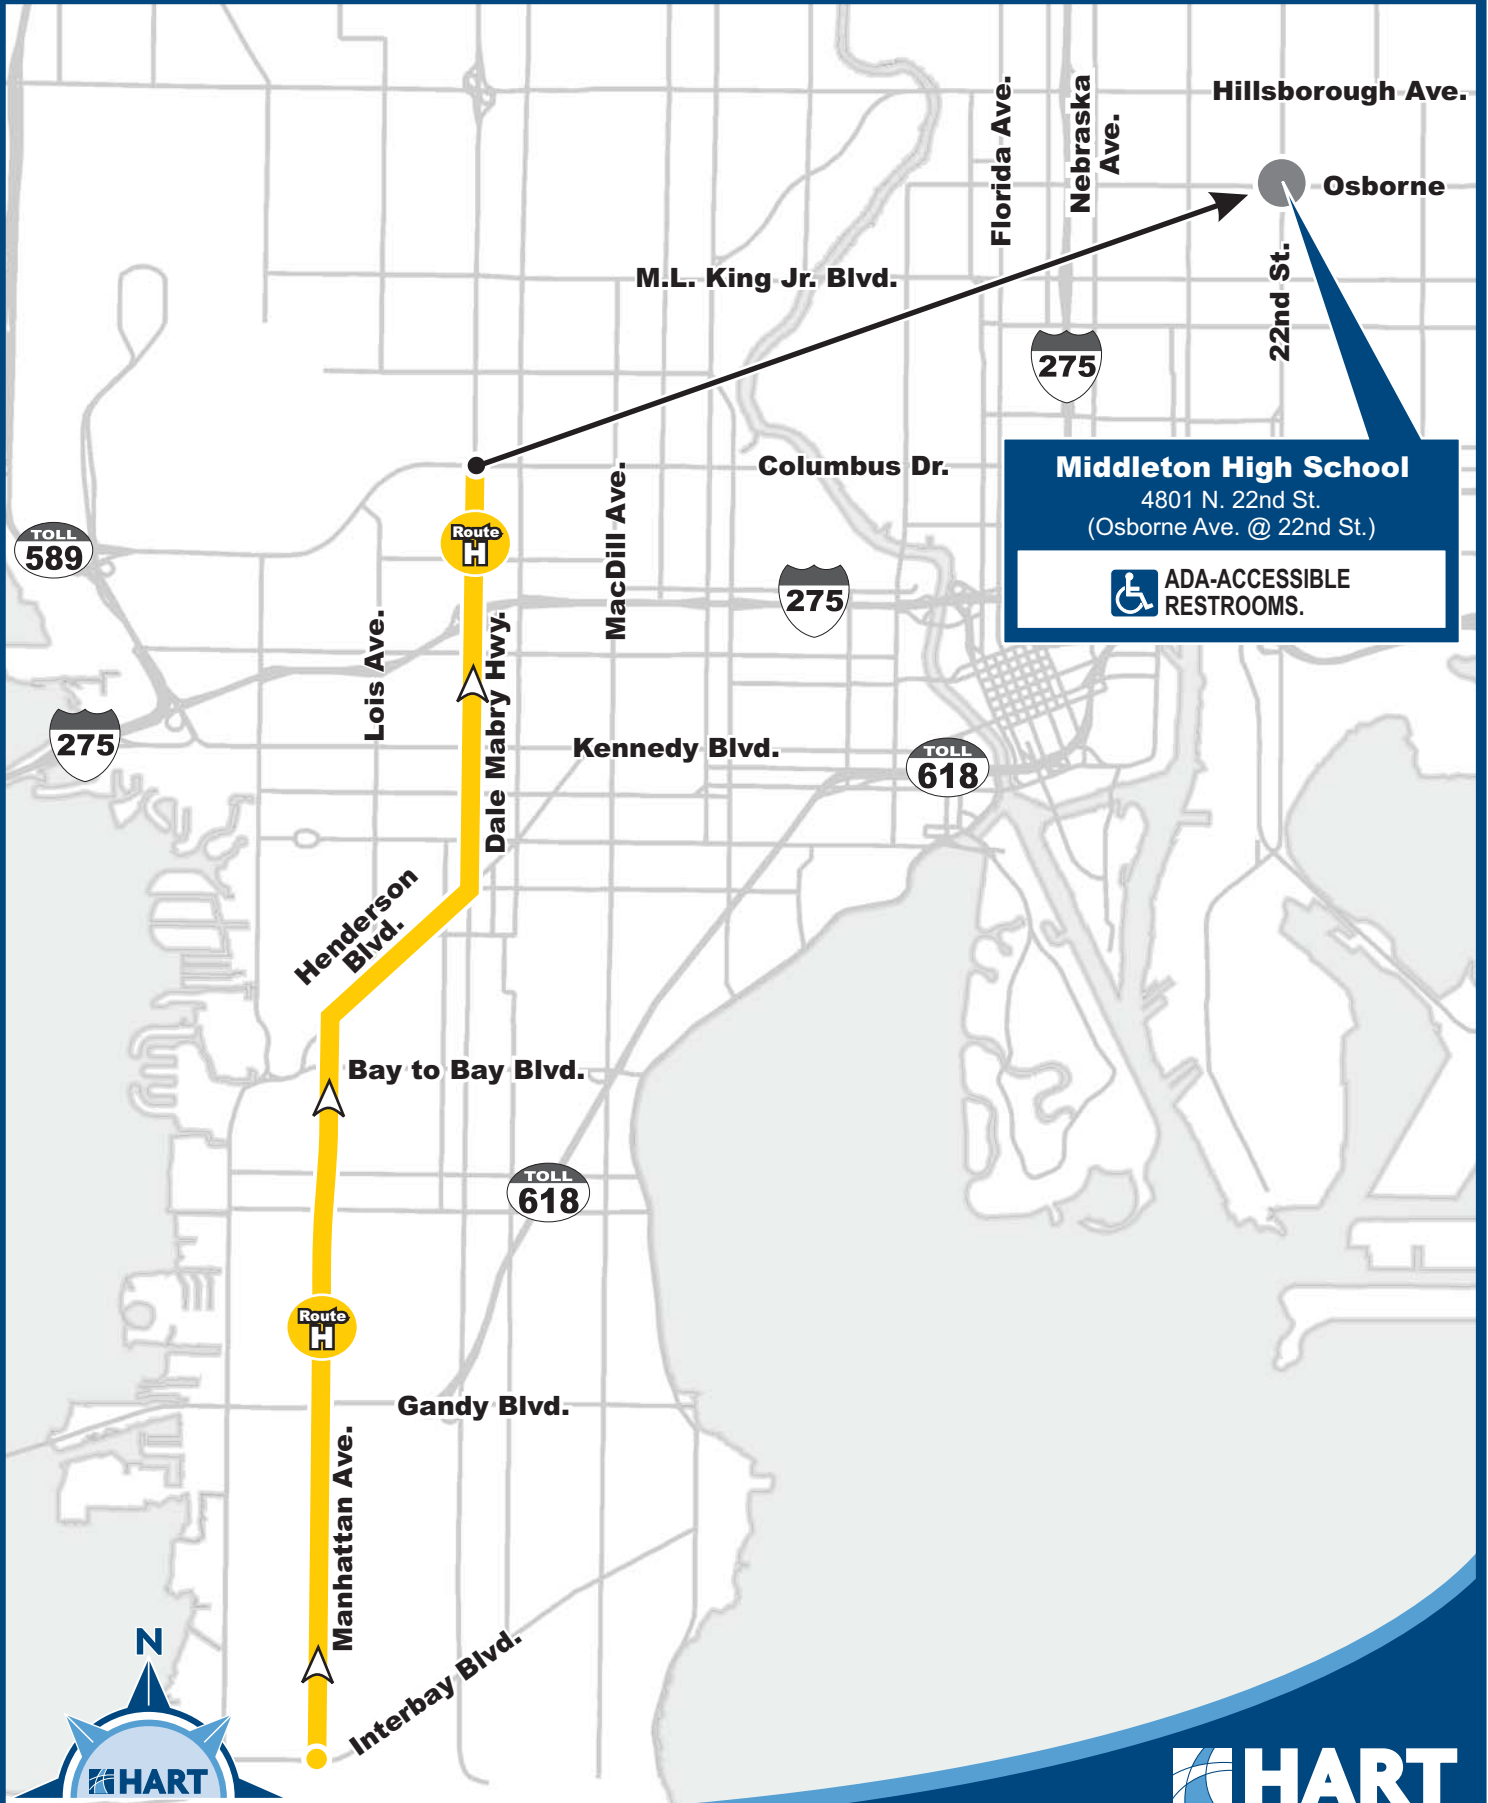 Hillsborough Ave.
Florida Ave.
Nebraska
Ave.
Osborne
M.L. King Jr. Blvd.
22nd St.
275
Columbus Dr.
Middleton High School
4801 N. 22nd St.
(Osborne Ave. @ 22nd St.)
ADA-ACCESSIBLE
RESTROOMS.
TOLL
589
Route
H
MacDill Ave.
275
Lois Ave.
Dale Mabry Hwy.
275
Kennedy Blvd.
TOLL
618
Henderson
Blvd.
Bay to Bay Blvd.
TOLL
618
Route
H
Gandy Blvd.
Manhattan Ave.
Interbay Blvd.
N
HART
HART